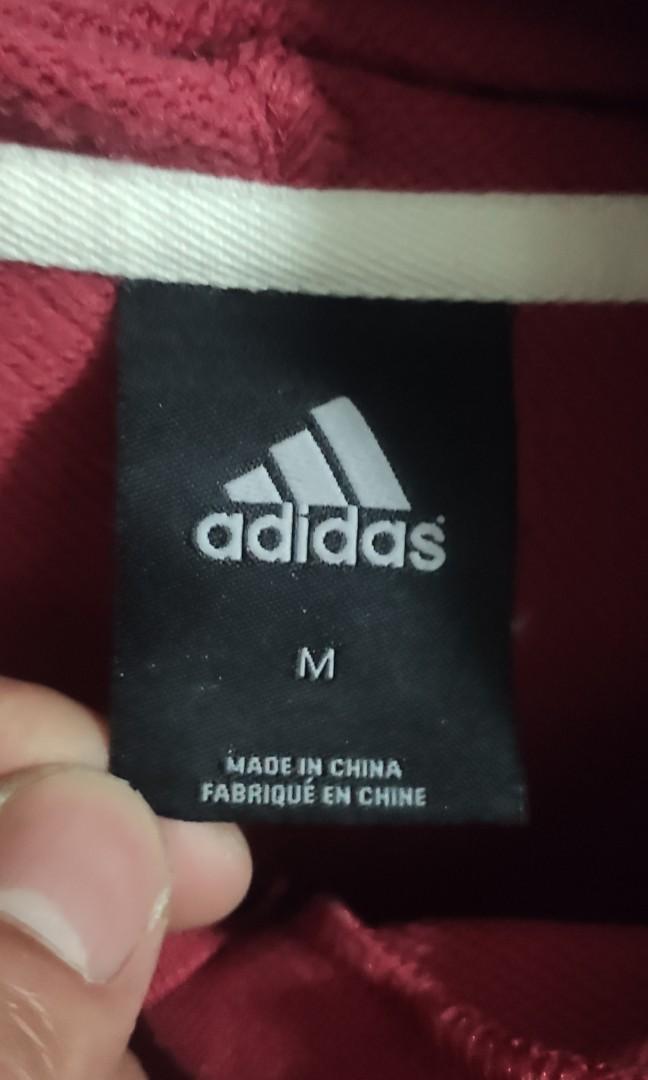 adidas
M
MADE IN CHINA
FABRIQUÉ EN CHINE